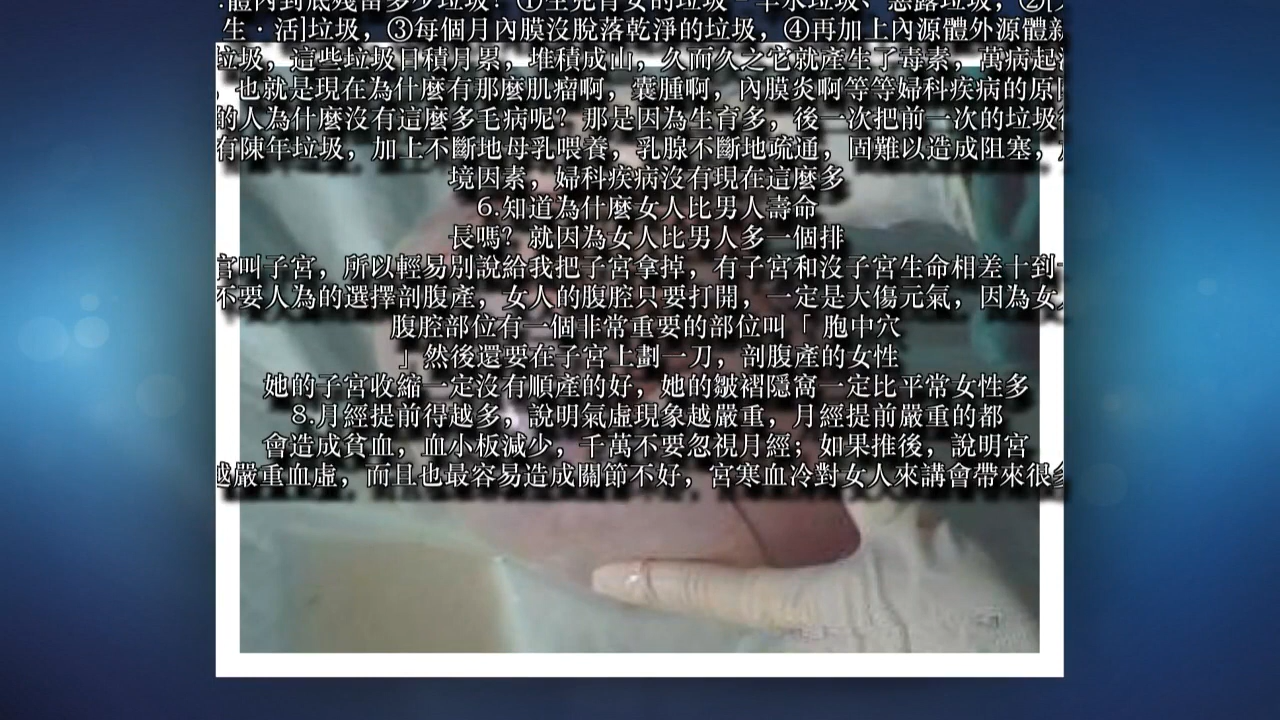 體內到底殘留多少垃圾？①生兒育女的垃圾
生·活]垃圾，③每個月內膜沒脫落乾淨的垃圾，④再加上內源體外源體
垃圾，這些垃圾日積月累，堆積成山，久而久之它就產生了毒素，萬病起
，也就是現在為什麼有那麼肌瘤啊，囊腫啊，內膜炎啊等等婦科疾病的原
的人為什麼沒有這麼多毛病呢？那是因為生育多，後一次把前一次的垃圾
有陳年垃圾，加上不斷地母乳喂養，乳腺不斷地疏通，固難以造成阻塞，
境因素，婦科疾病沒有現在這麼多
6.知道為什麼女人比男人壽命
長嗎？就因為女人比男人多一個排
官叫子宮，所以輕易別說給我把子宮拿掉，有子宮和沒子宮生命相差十到
不要人為的選擇剖腹產，女人的腹腔只要打開，一定是大傷元氣，因為女
腹腔部位有一個非常重要的部位叫「 胞中穴
」然後還要在子宮上劃一刀，剖腹產的女性
她的子宮收縮一定沒有順產的好，她的皺褶隱窩一定比平常女性多
8.月經提前得越多，說明氣虛現象越嚴重，月經提前嚴重的都
會造成貧血，血小板減少，千萬不要忽視月經；如果推後，說明宮
嚴重血虛，而且也最容易造成關節不好，宮寒血冷對女人來講會帶來很